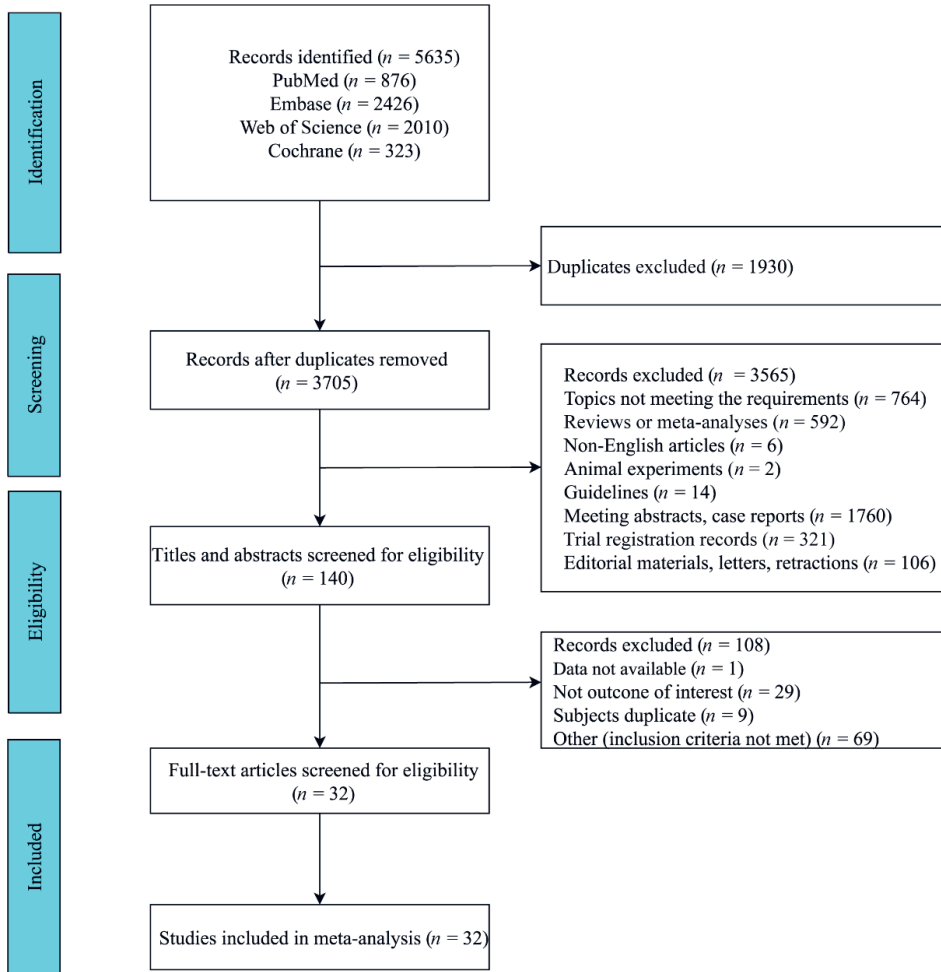 Identification
Records identified (n = 5635)
PubMed (n = 876)
Embase (n = 2426)
Web of Science (n = 2010)
Cochrane (n = 323)
Duplicates excluded (n = 1930)
Screening
Records after duplicates removed
(n = 3705)
Records excluded (n = 3565)
Topics not meeting the requirements (n = 764)
Reviews or meta-analyses (n = 592)
Non-English articles (n = 6)
Animal experiments (n = 2)
Guidelines (n = 14)
Meeting abstracts, case reports (n = 1760)
Trial registration records (n = 321)
Editorial materials, letters, retractions (n = 106)
Eligibility
Titles and abstracts screened for eligibility
(n = 140)
Records excluded (n = 108)
Data not available (n = 1)
Not outcome of interest (n = 29)
Subjects duplicate (n = 9)
Other (inclusion criteria not met) (n = 69)
Included
Full-text articles screened for eligibility
(n = 32)
Studies included in meta-analysis (n = 32)